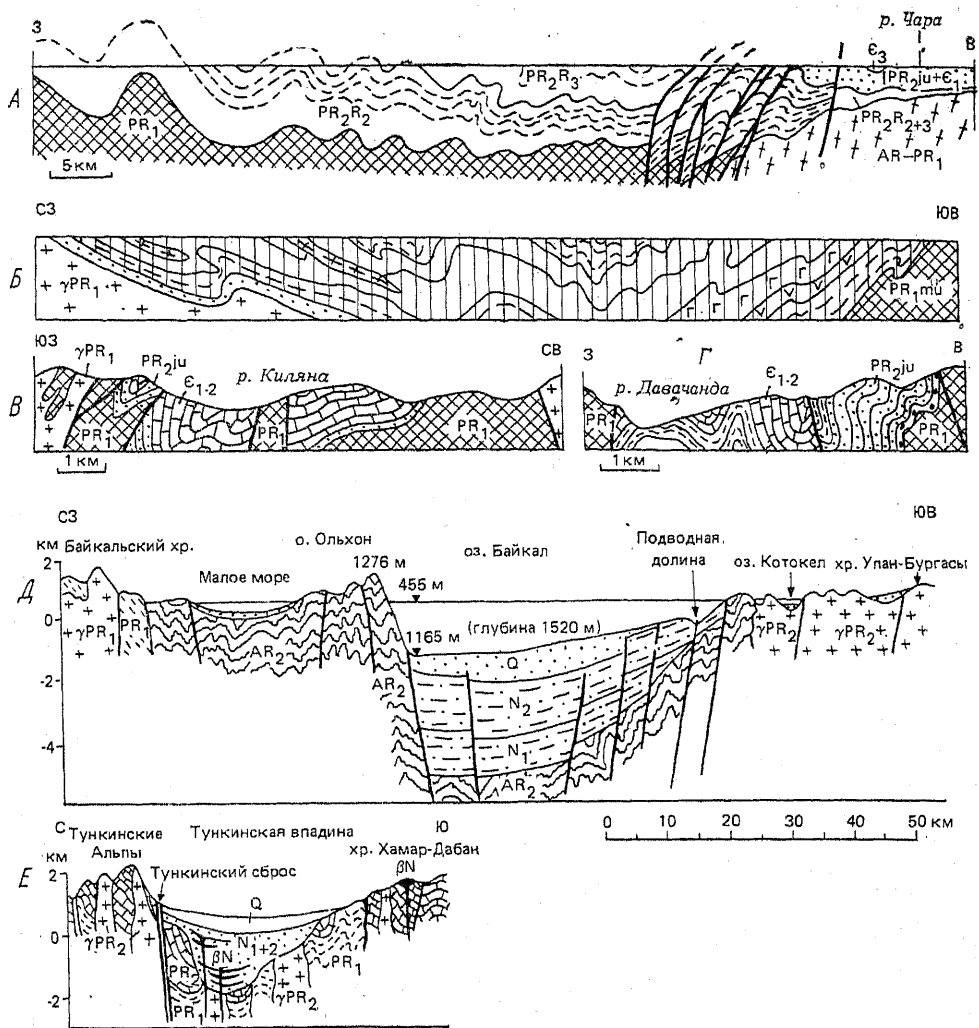 З
р. Чара
В
А
Є3
PR2R3
PR2ju+Є1
PR1
PR2R2
PR2R2+3
AR–PR1
5 км
СЗ
ЮВ
Б
γPR1
Г
Г
Г
Г
Г
V
V
V
V
PR1mu
ЮЗ
γPR1
PR2ju
Є1-2
р. Киляна
СВ
В
PR1
PR1
PR1
1 км
З
Г
В
р. Давачанда
Є1-2
PR2ju
PR1
PR1
1 км
СЗ
ЮВ
км
Байкальский хр.
о. Ольхон
оз. Байкал
Подводная
долина
оз. Котокел
хр. Улан-Бургасы
Малое море
1276 м
455 м
Д
2
0
-2
-4
γPR1
PR1
AR2
AR2
1165 м
(глубина 1520 м)
Q
N2
N1
AR2
γPR2
γPR2
0 10 20 30 40 50 км
С
Тункинские
Альпы
Тункинская впадина
Ю
хр. Хамар-Дабан
βN
км
Е
2
0
-2
Тункинский сброс
Q
N1+2
βN
γPR2
PR
PR1
γPR2
PR1